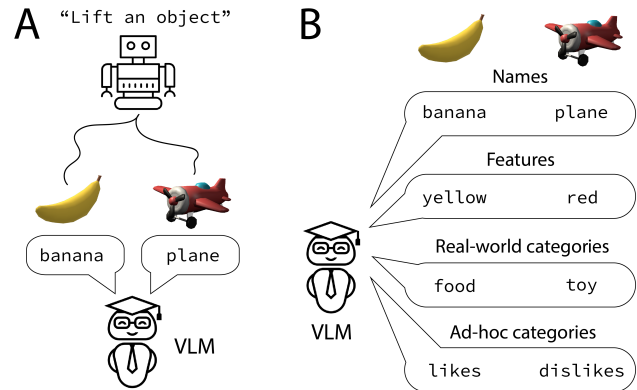 A
"Lift an object"
banana
plane
VLM
B
Names
banana plane
Features
yellow red
Real-world categories
food toy
Ad-hoc categories
likes dislikes
VLM